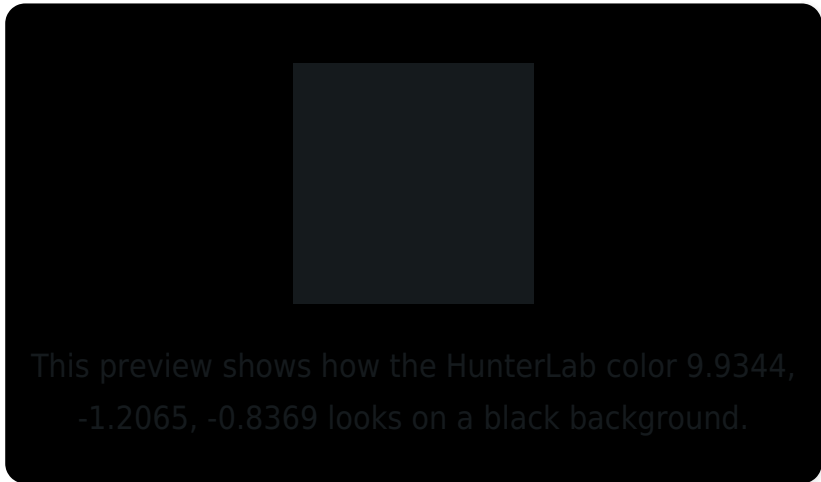 This preview shows how the HunterLab color 9.9344,
-1.2065, -0.8369 looks on a black background.